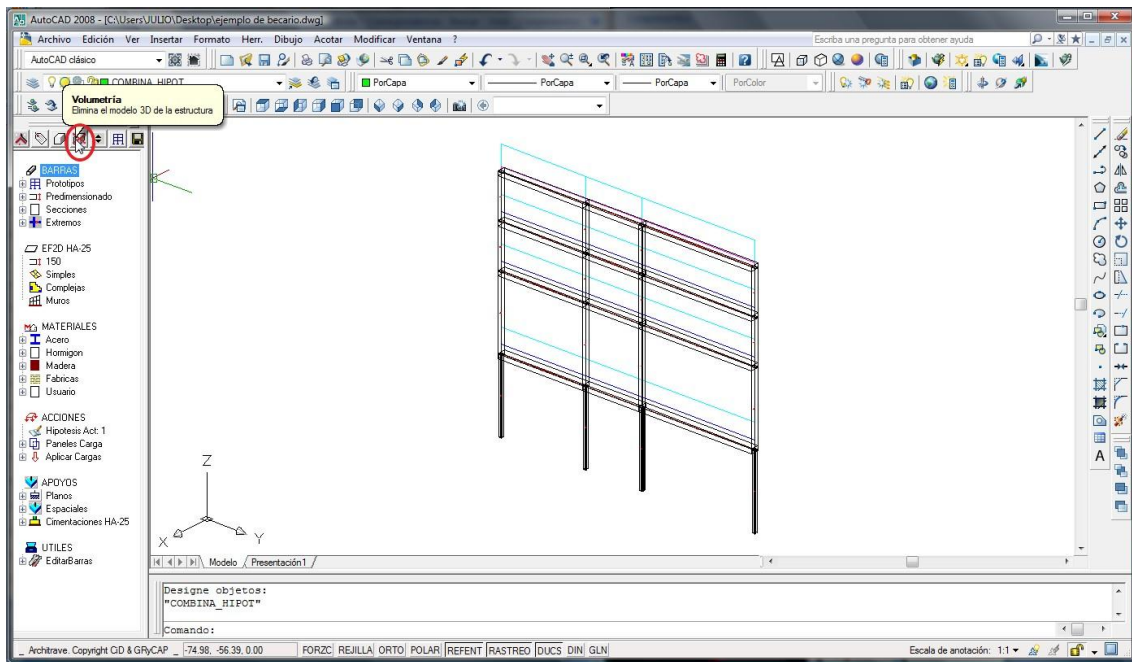 AutoCAD 2008 - [C:\Users\JULIO\Desktop\ejemplo de becario.dwg]
Archivo Edición Ver Insertar Formato Herr. Dibujo Acotar Modificar Ventana ?
Escriba una pregunta para obtener ayuda
AutoCAD clásico
COMBINA_HIPOT
PorCapa
PorCapa
PorCapa
PorColor
Volumetría
Elimina el modelo 3D de la estructura
BARRAS
Prototipos
Predimensionado
Secciones
Extremos
EF2D HA-25
150
Simples
Complejas
Muros
MATERIALES
Acero
Hormigon
Madera
Fabricas
Usuario
ACCIONES
Hipotesis Act: 1
Paneles Carga
Aplicar Cargas
APOYOS
Planos
Espaciales
Cimentaciones HA-25
UTILES
EditarBarras
Z
X
Y
Modelo
Presentación1
Designe objetos:
"COMBINA_HIPOT"
Comando:
_ Architrave. Copyright CiD & GRyCAP _
-74.98, -56.39, 0.00
FORZC REJILLA ORTO POLAR REFENT RASTREO DUCS DIN GLN
Escala de anotación: 1:1